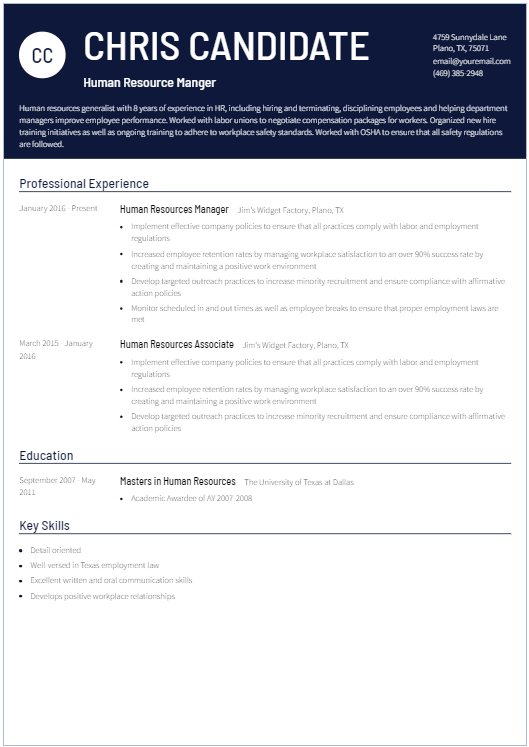 CC
CHRIS CANDIDATE
Human Resource Manger
4759 Sunnydale Lane
Plano, TX, 75071
email@youremail.com
(469) 385-2948
Human resources generalist with 8 years of experience in HR, including hiring and terminating, disciplining employees and helping department
managers improve employee performance. Worked with labor unions to negotiate compensation packages for workers. Organized new hire
training initiatives as well as ongoing training to adhere to workplace safety standards. Worked with OSHA to ensure that all safety regulations
are followed.
Professional Experience
January 2016 - Present
Human Resources Manager Jim's Widget Factory, Plano, TX
• Implement effective company policies to ensure that all practices comply with labor and employment
regulations
• Increased employee retention rates by managing workplace satisfaction to an over 90% success rate by
creating and maintaining a positive work environment
• Develop targeted outreach practices to increase minority recruitment and ensure compliance with affirmative
action policies
• Monitor scheduled in and out times as well as employee breaks to ensure that proper employment laws are
met
March 2015 - January
2016
Human Resources Associate Jim's Widget Factory, Plano, TX
• Implement effective company policies to ensure that all practices comply with labor and employment
regulations
• Increased employee retention rates by managing workplace satisfaction to an over 90% success rate by
creating and maintaining a positive work environment
• Develop targeted outreach practices to increase minority recruitment and ensure compliance with affirmative
action policies
Education
September 2007 - May
2011
Masters in Human Resources The University of Texas at Dallas
• Academic Awardee of AY 2007-2008
Key Skills
• Detail oriented
• Well-versed in Texas employment law
• Excellent written and oral communication skills
• Develops positive workplace relationships